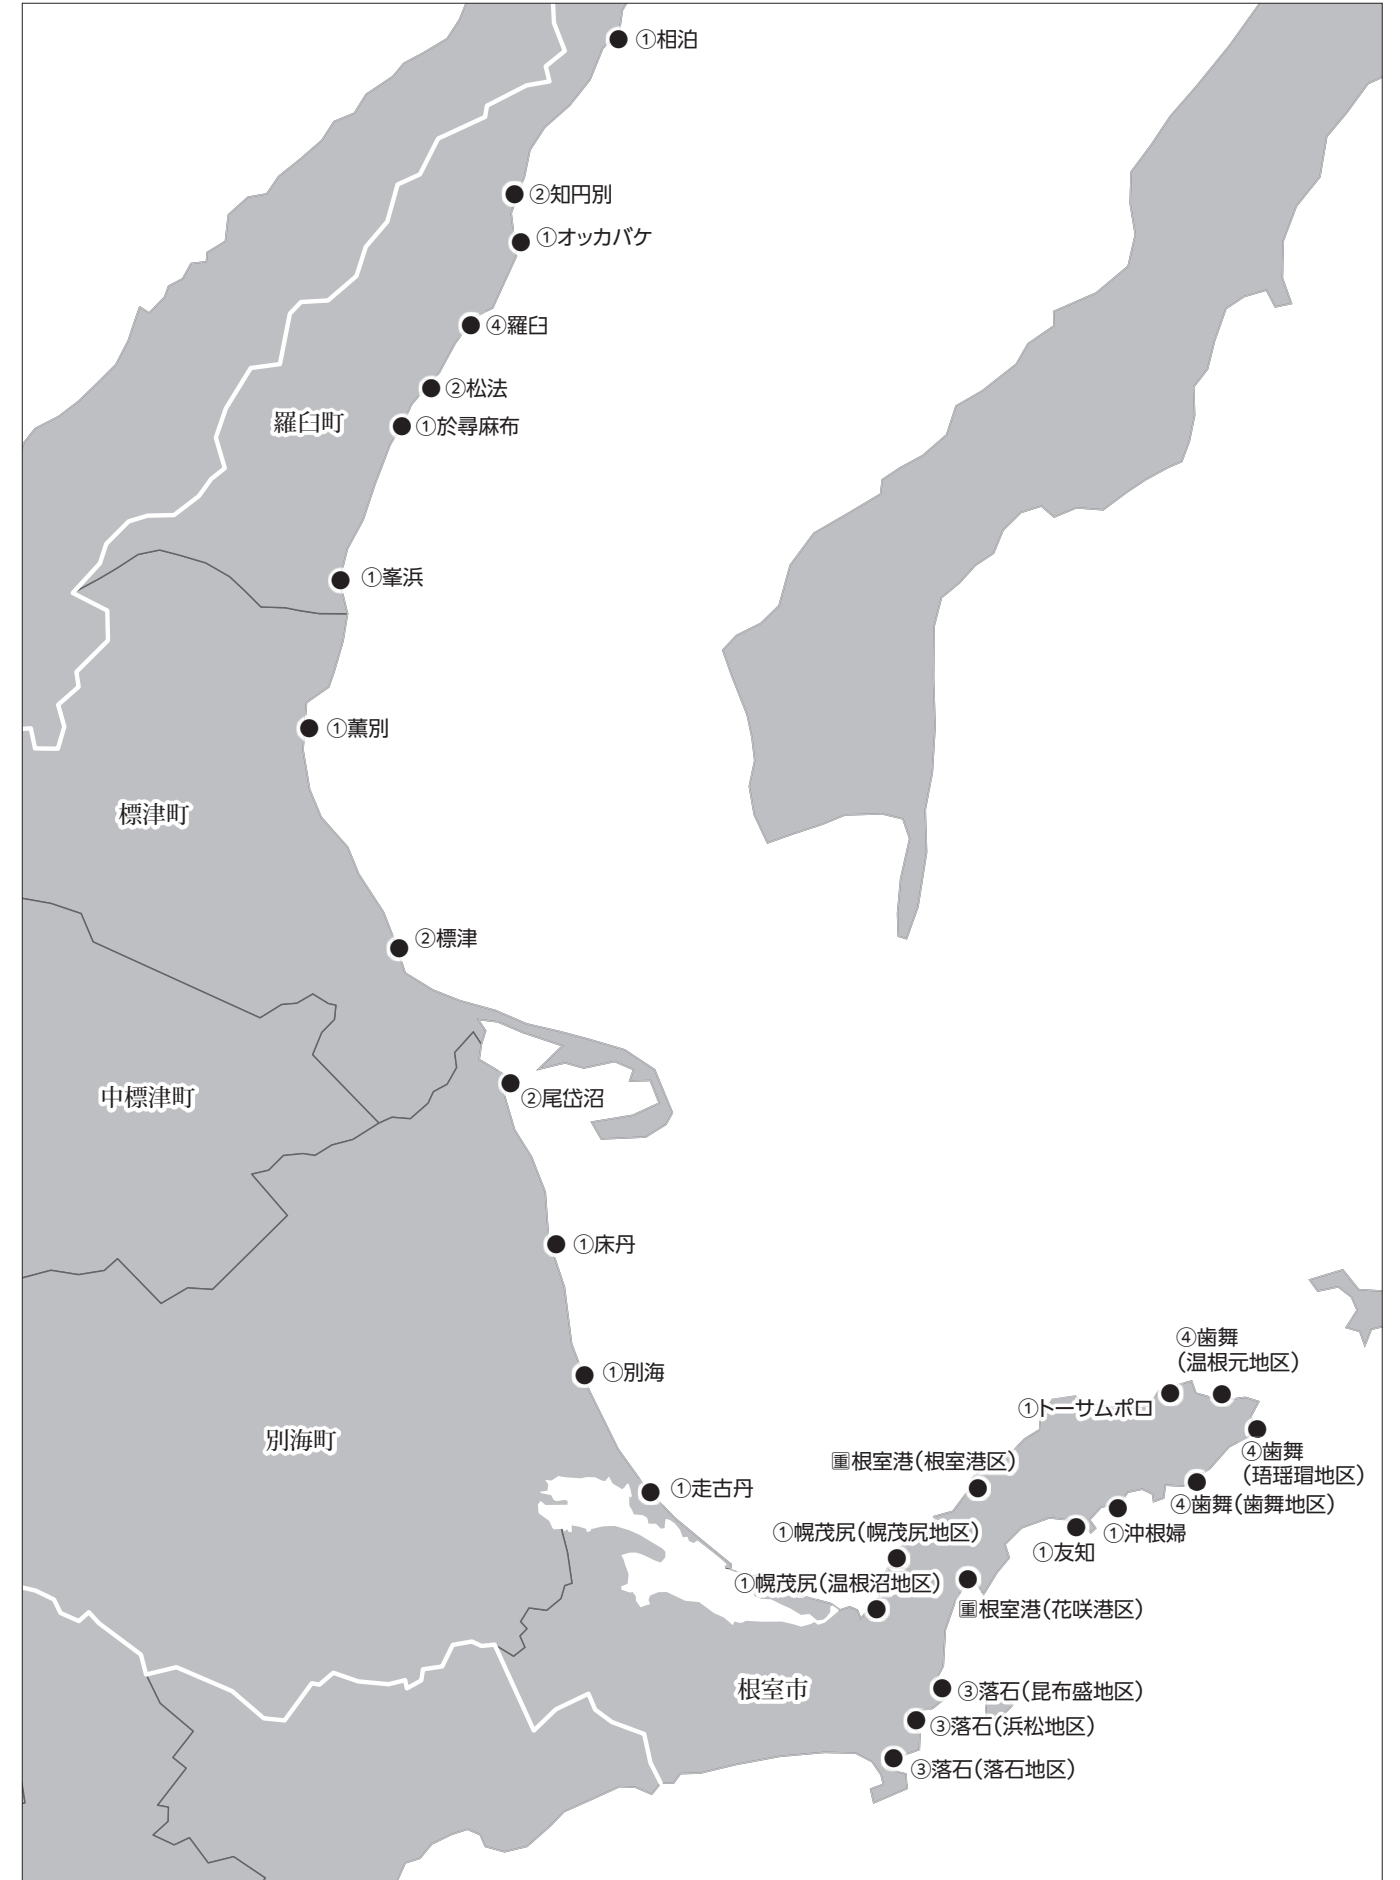 ①相泊
②知円別
①オッカバケ
④羅臼
②松法
羅臼町
①於尋麻布
①峯浜
①薫別
標津町
②標津
中標津町
②尾岱沼
①床丹
④歯舞
(温根元地区)
①別海
①トーサムポロ
別海町
④歯舞
(珸瑶瑁地区)
重根室港(根室港区)
①走古丹
④歯舞(歯舞地区)
①幌茂尻(幌茂尻地区)
①沖根婦
①友知
①幌茂尻(温根沼地区)
重根室港(花咲港区)
根室市
③落石(昆布盛地区)
③落石(浜松地区)
③落石(落石地区)